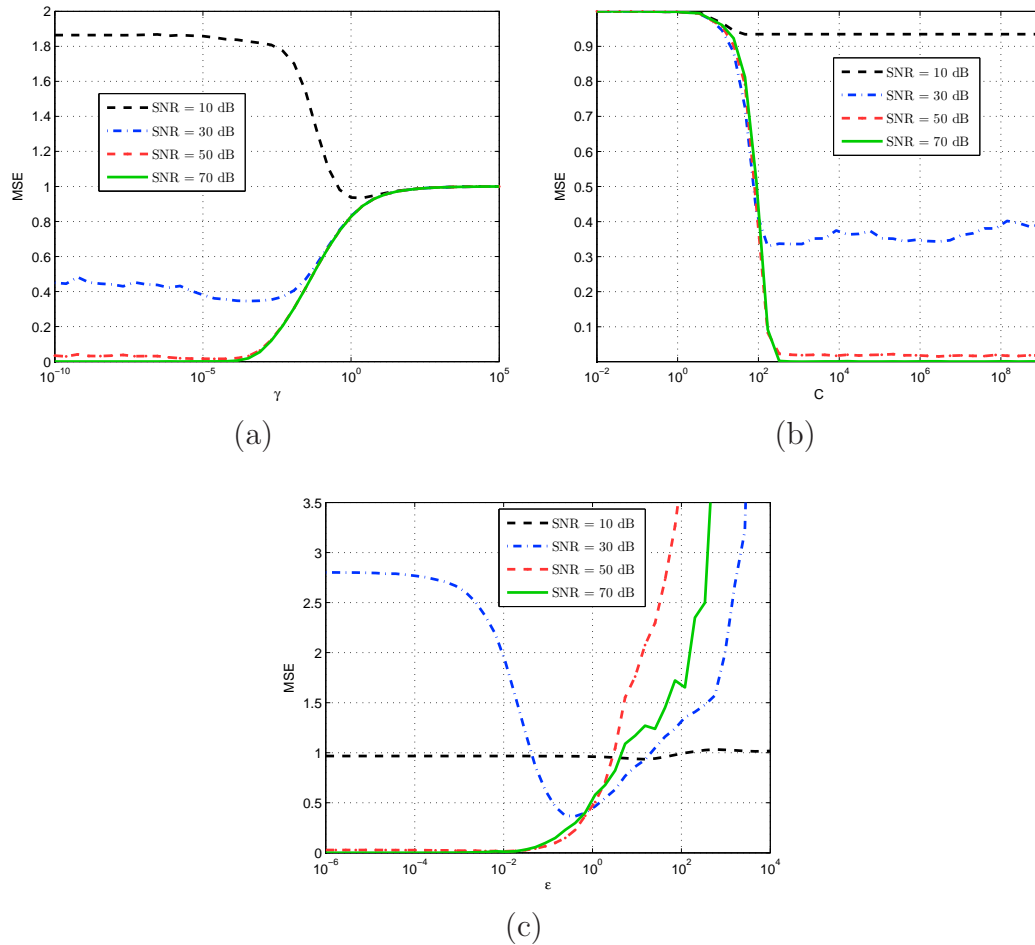 2
1.8
1.6
1.4
1.2
1
0.8
0.6
0.4
0.2
0
MSE
SNR = 10 dB
SNR = 30 dB
SNR = 50 dB
SNR = 70 dB
10^−10
10^−5
10^0
10^5
γ
(a)
0.9
0.8
0.7
0.6
0.5
0.4
0.3
0.2
0.1
MSE
SNR = 10 dB
SNR = 30 dB
SNR = 50 dB
SNR = 70 dB
10^−2
10^0
10^2
10^4
10^6
10^8
C
(b)
3.5
3
2.5
2
1.5
1
0.5
0
MSE
SNR = 10 dB
SNR = 30 dB
SNR = 50 dB
SNR = 70 dB
10^−6
10^−4
10^−2
10^0
10^2
10^4
ε
(c)